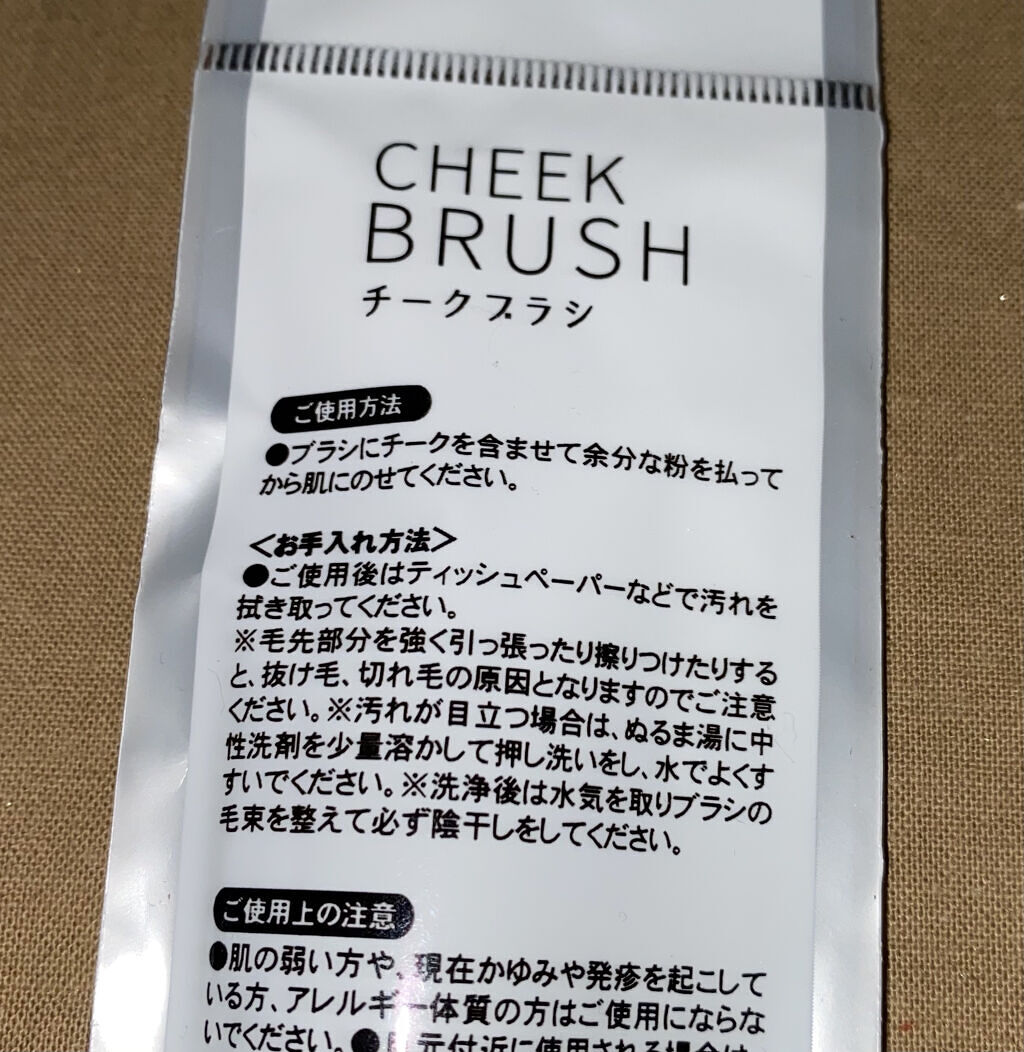 CHEEK
BRUSH
チークブラシ
ご使用方法
●ブラシにチークを含ませて余分な粉を払って
から肌にのせてください。
＜お手入れ方法＞
●ご使用後はティッシュペーパーなどで汚れを
拭き取ってください。
※毛先部分を強く引っ張ったり擦りつけたりする
と、抜け毛、切れ毛の原因となりますのでご注意
ください。※汚れが目立つ場合は、ぬるま湯に中
性洗剤を少量溶かして押し洗いをし、水でよくす
すいでください。※洗浄後は水気を取りブラシの
毛束を整えて必ず陰干しをしてください。
ご使用上の注意
●肌の弱い方や、現在かゆみや発疹を起こして
いる方、アレルギー体質の方はご使用にならな
いでください。●元付近に使用される場合は